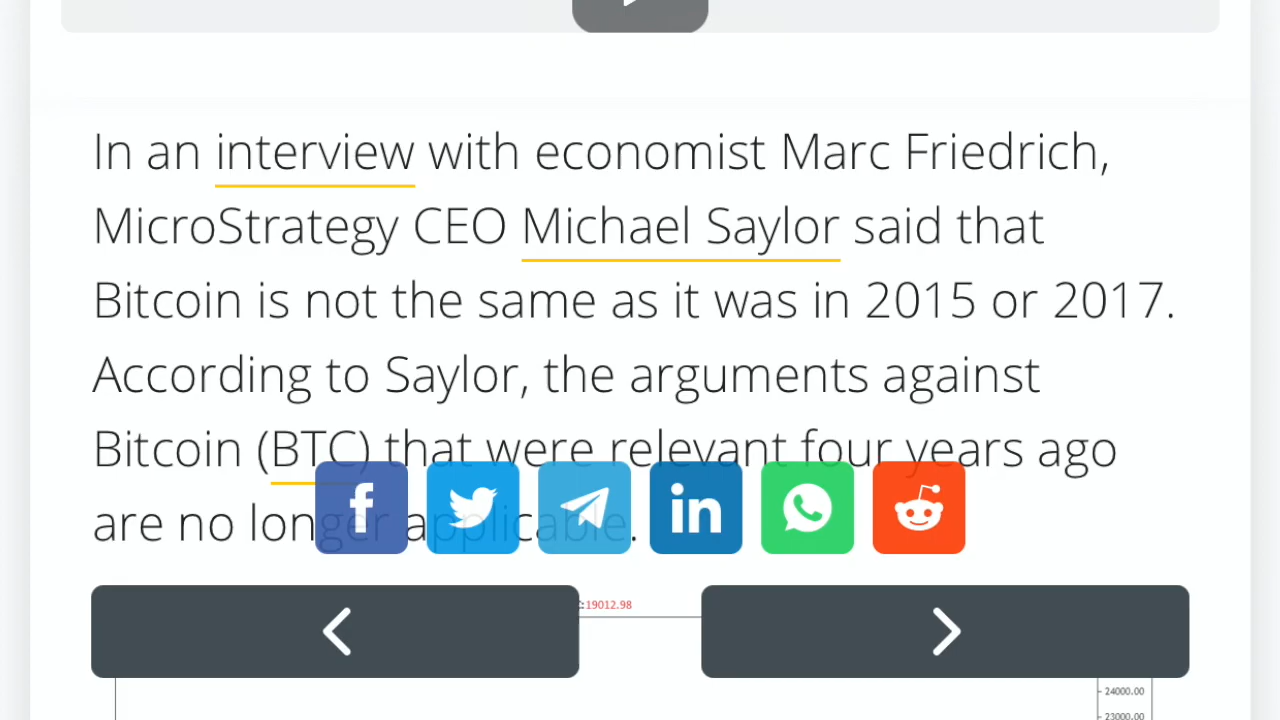 In an interview with economist Marc Friedrich,
MicroStrategy CEO Michael Saylor said that
Bitcoin is not the same as it was in 2015 or 2017.
According to Saylor, the arguments against
Bitcoin (BTC) that were relevant four years ago
are no longer applicable.
:19012.98
24000.00
23000.00